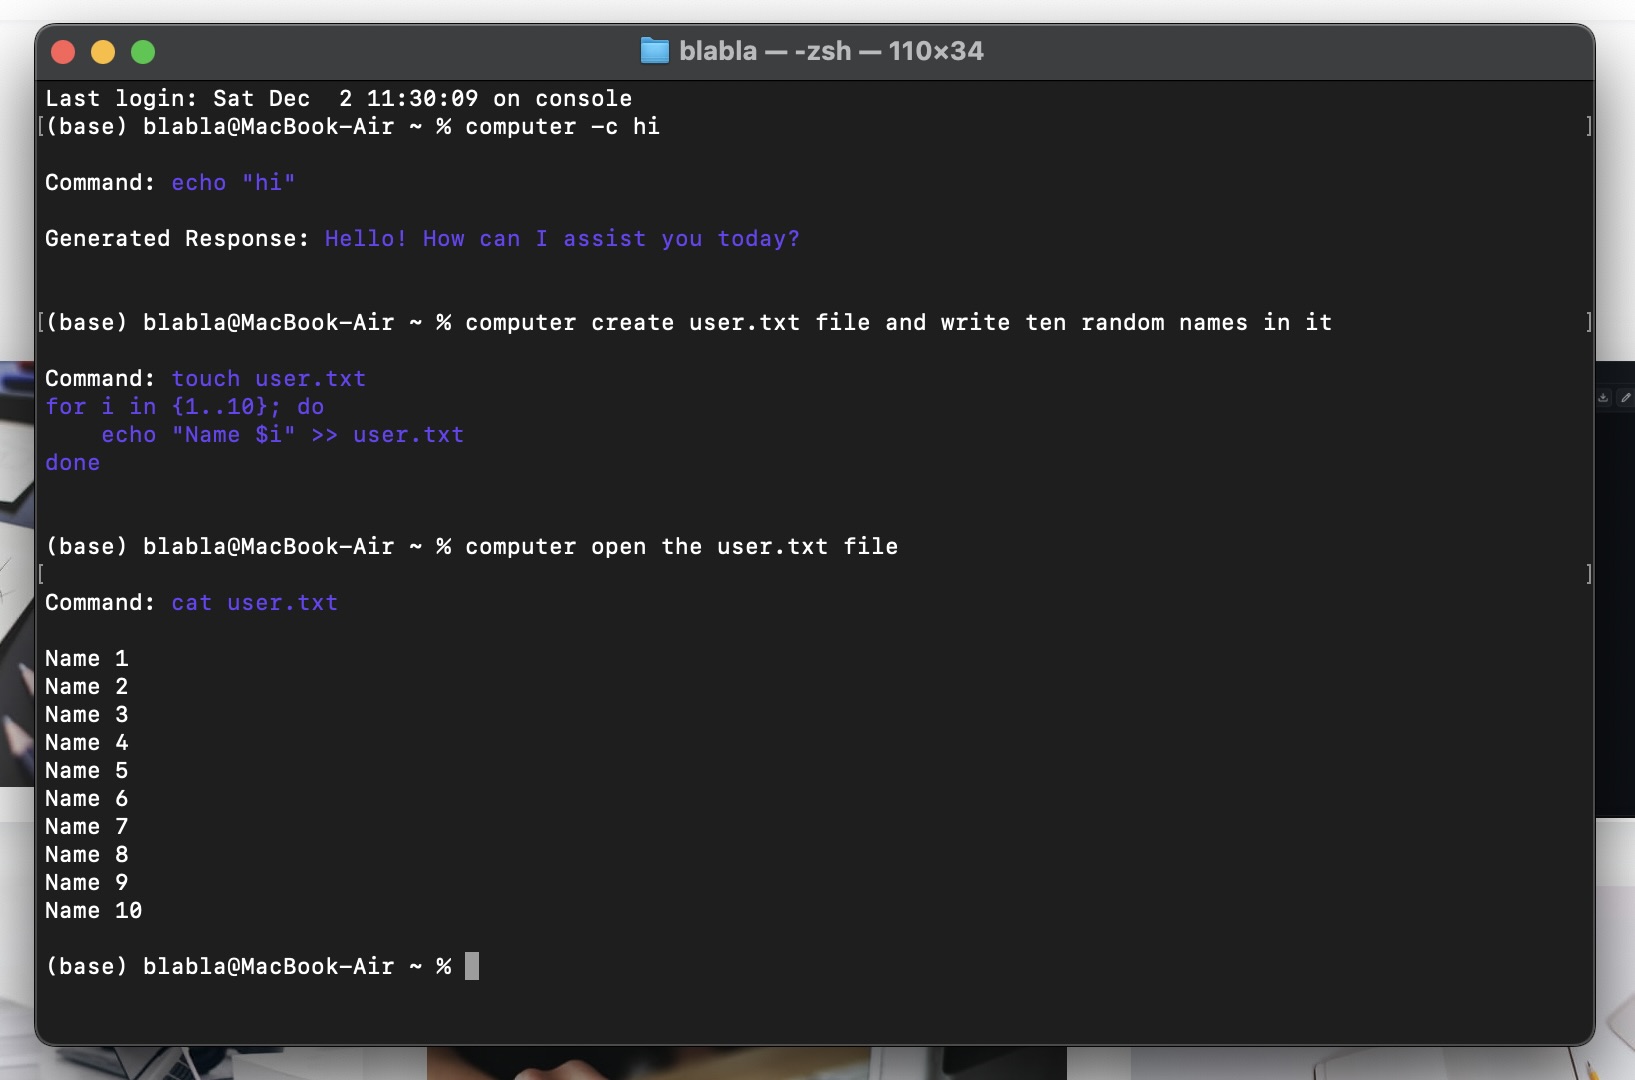 blabla — -zsh — 110×34
Last login: Sat Dec  2 11:30:09 on console
[(base) blabla@MacBook-Air ~ % computer -c hi ]
Command: echo "hi"
Generated Response: Hello! How can I assist you today?
[(base) blabla@MacBook-Air ~ % computer create user.txt file and write ten random names in it ]
Command: touch user.txt
for i in {1..10}; do
    echo "Name $i" >> user.txt
done
(base) blabla@MacBook-Air ~ % computer open the user.txt file
[ ]
Command: cat user.txt
Name 1
Name 2
Name 3
Name 4
Name 5
Name 6
Name 7
Name 8
Name 9
Name 10
(base) blabla@MacBook-Air ~ %